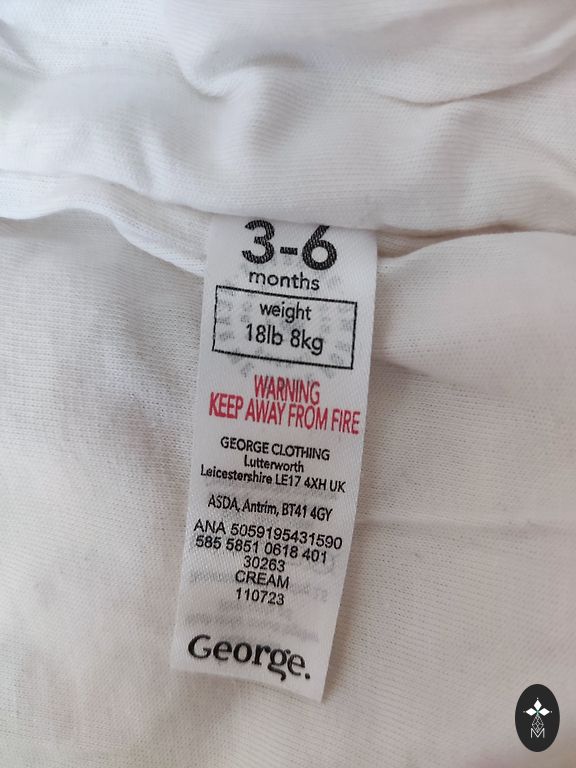 3-6
months
weight
18lb 8kg
WARNING
KEEP AWAY FROM FIRE
GEORGE CLOTHING
Lutterworth
Leicestershire LE17 4XH UK
ASDA, Antrim, BT41 4GY
ANA 5059195431590
585 5851 0618 401
30263
CREAM
110723
George.
M